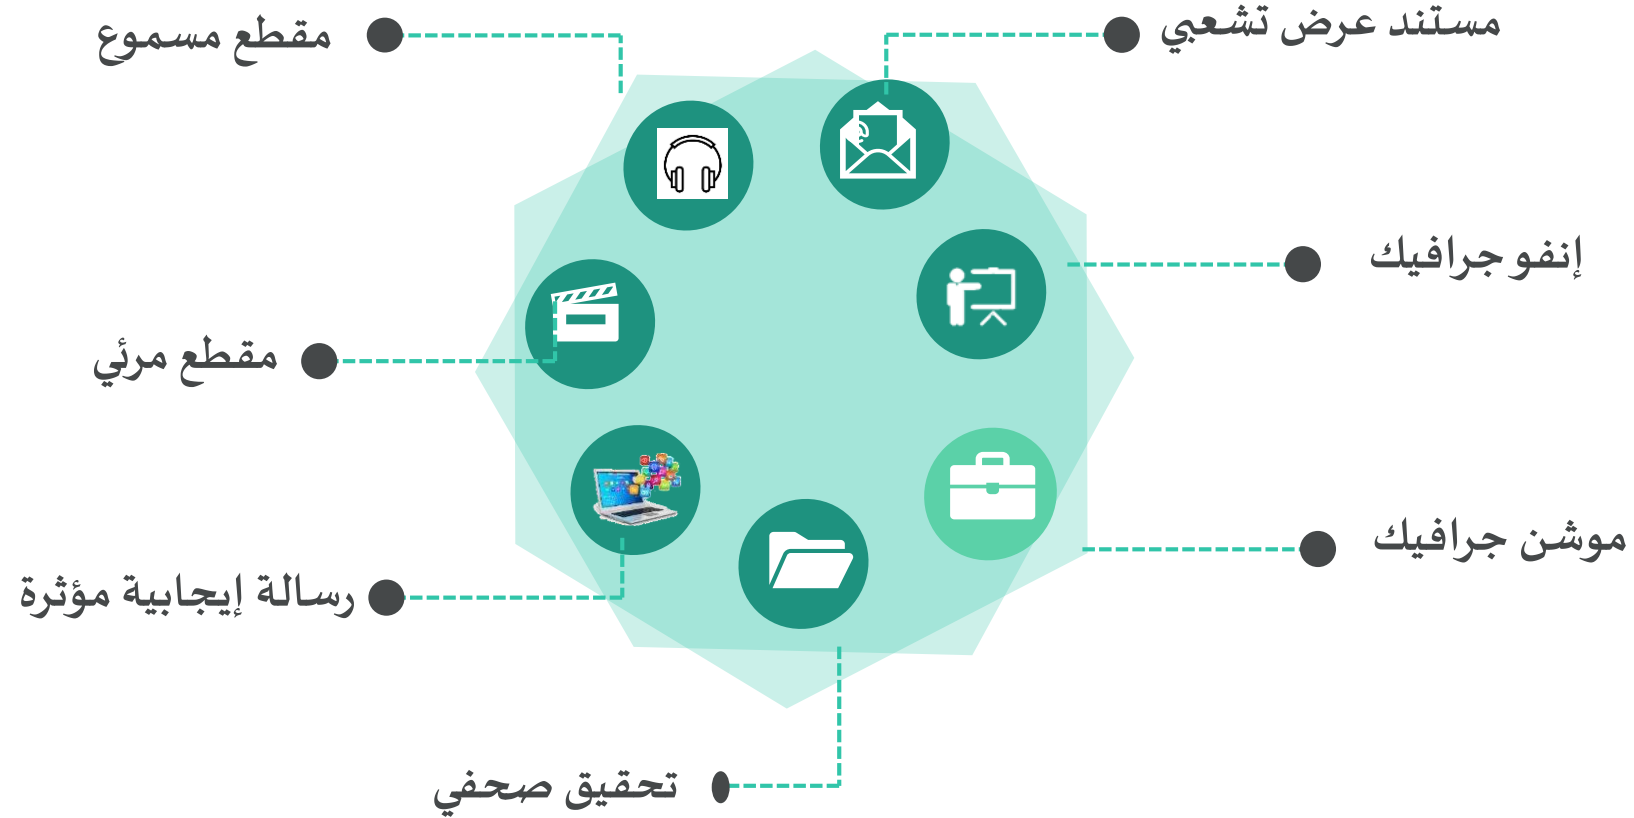 مستند عرض تشعبي
مقطع مسموع
إنفو جرافيك
مقطع مرئي
موشن جرافيك
رسالة إيجابية مؤثرة
تحقيق صحفي